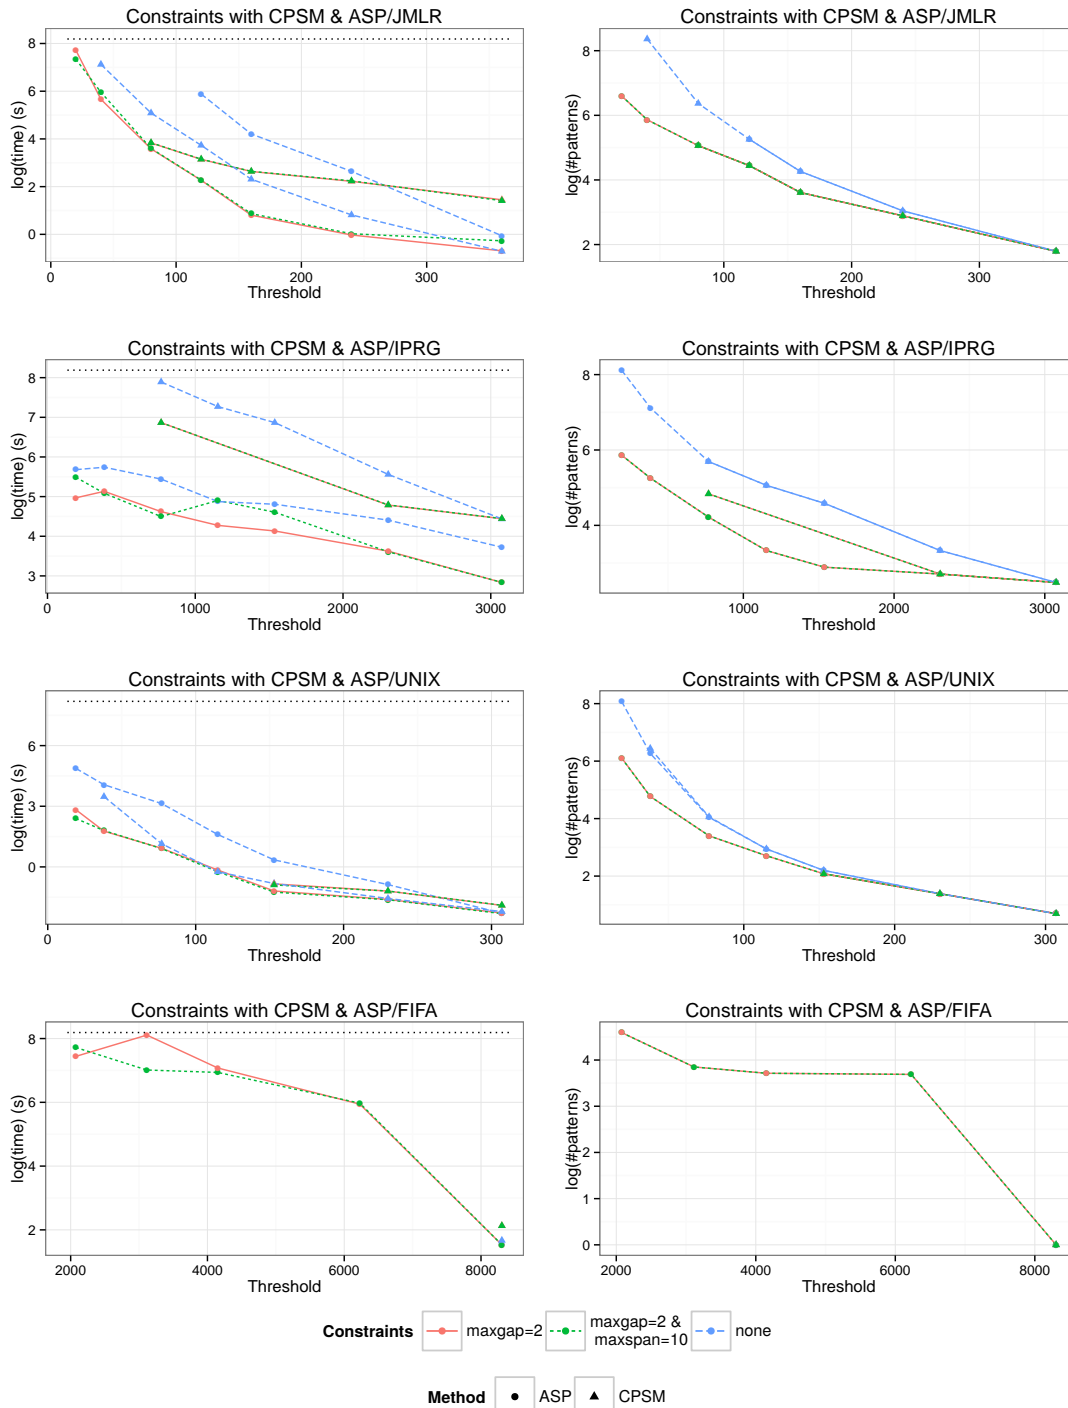 Constraints with CPSM & ASP/JMLR
log(time) (s)
8
6
4
2
0
0
100
200
300
Threshold
Constraints with CPSM & ASP/JMLR
log(#patterns)
8
6
4
2
100
200
300
Threshold
Constraints with CPSM & ASP/IPRG
log(time) (s)
8
7
6
5
4
3
0
1000
2000
3000
Threshold
Constraints with CPSM & ASP/IPRG
log(#patterns)
8
6
4
1000
2000
3000
Threshold
Constraints with CPSM & ASP/UNIX
log(time) (s)
6
3
0
0
100
200
300
Threshold
Constraints with CPSM & ASP/UNIX
log(#patterns)
8
6
4
2
100
200
300
Threshold
Constraints with CPSM & ASP/FIFA
log(time) (s)
8
6
4
2
2000
4000
6000
8000
Threshold
Constraints with CPSM & ASP/FIFA
log(#patterns)
4
3
2
1
0
2000
4000
6000
8000
Threshold
Constraints
maxgap=2
maxgap=2 &
maxspan=10
none
Method
ASP
CPSM